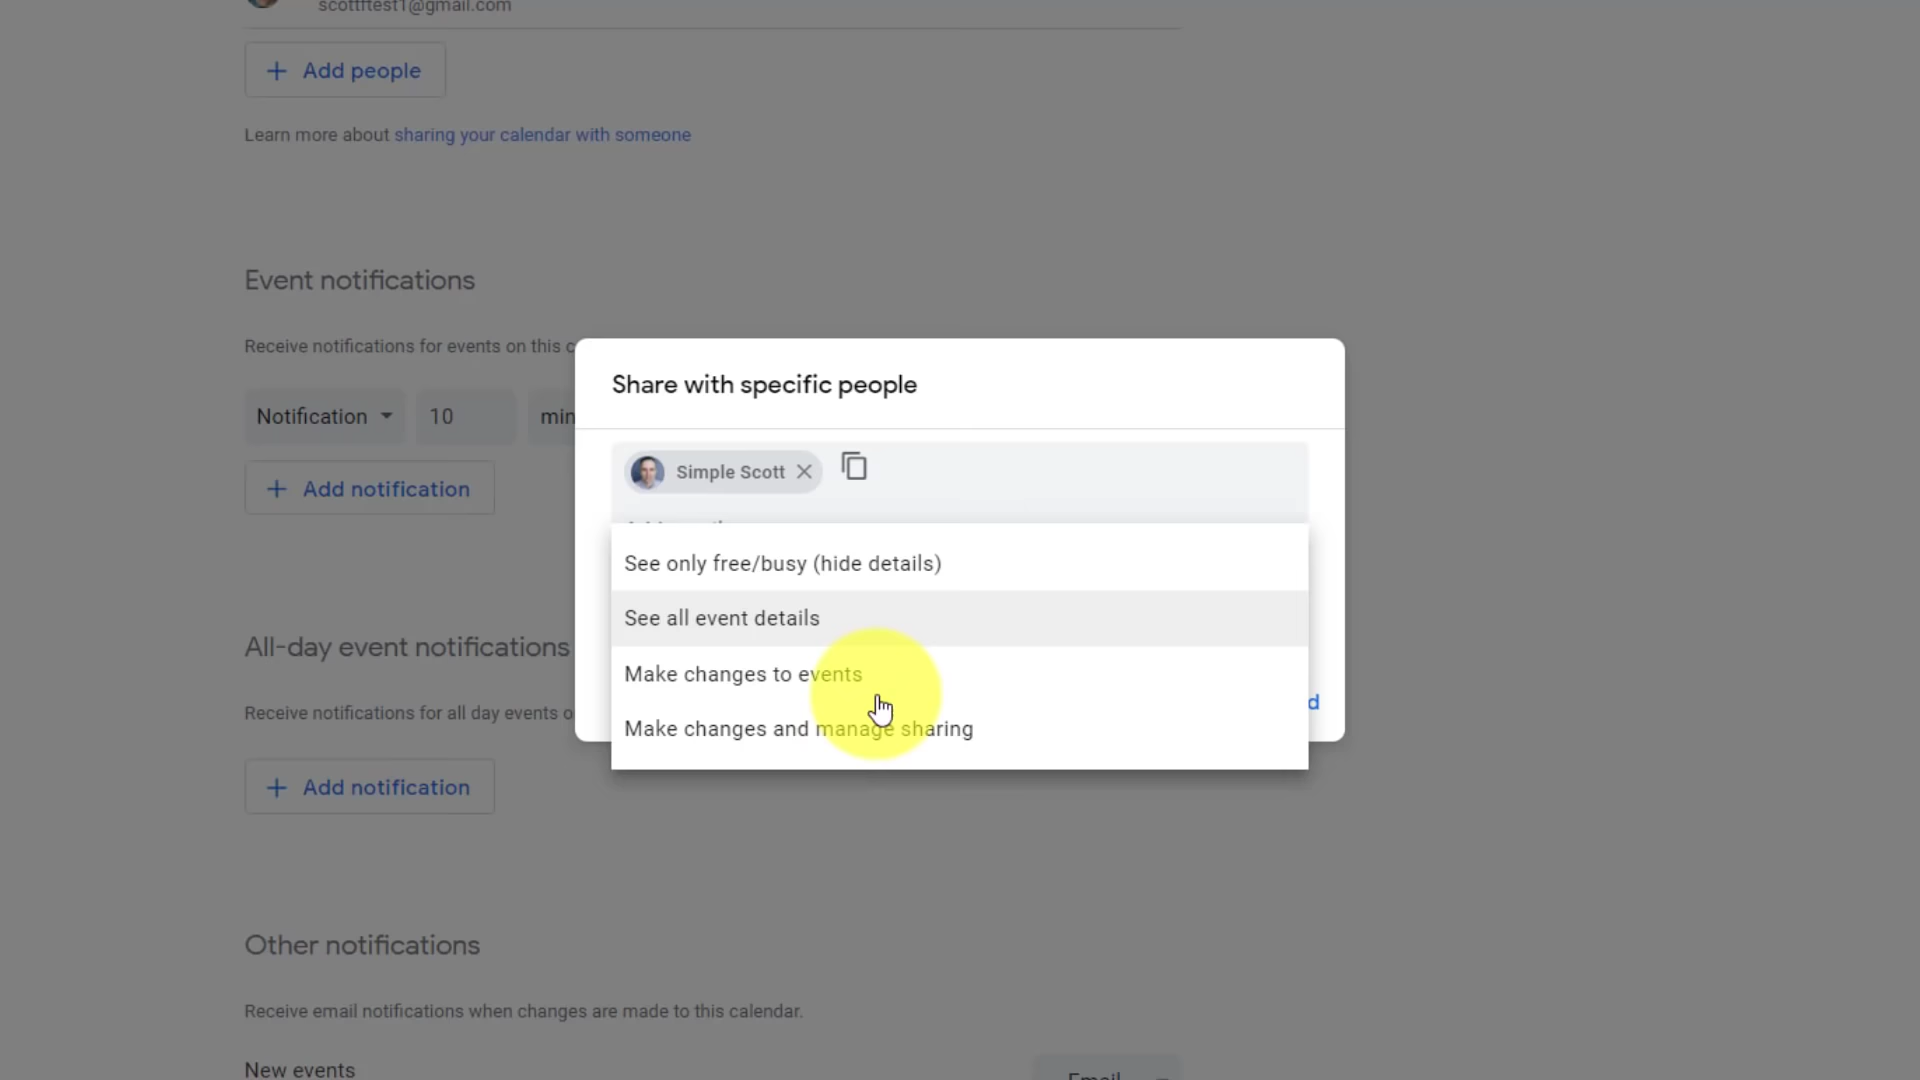 scottftest1@gmail.com
Add people
Learn more about sharing your calendar with someone
Event notifications
Receive notifications for events on this c
Notification 10 min
Add notification
All-day event notifications
Receive notifications for all day events o
Add notification
Other notifications
Receive email notifications when changes are made to this calendar.
New events
Email
Share with specific people
Simple Scott
See only free/busy (hide details)
See all event details
Make changes to events
Make changes and manage sharing
d